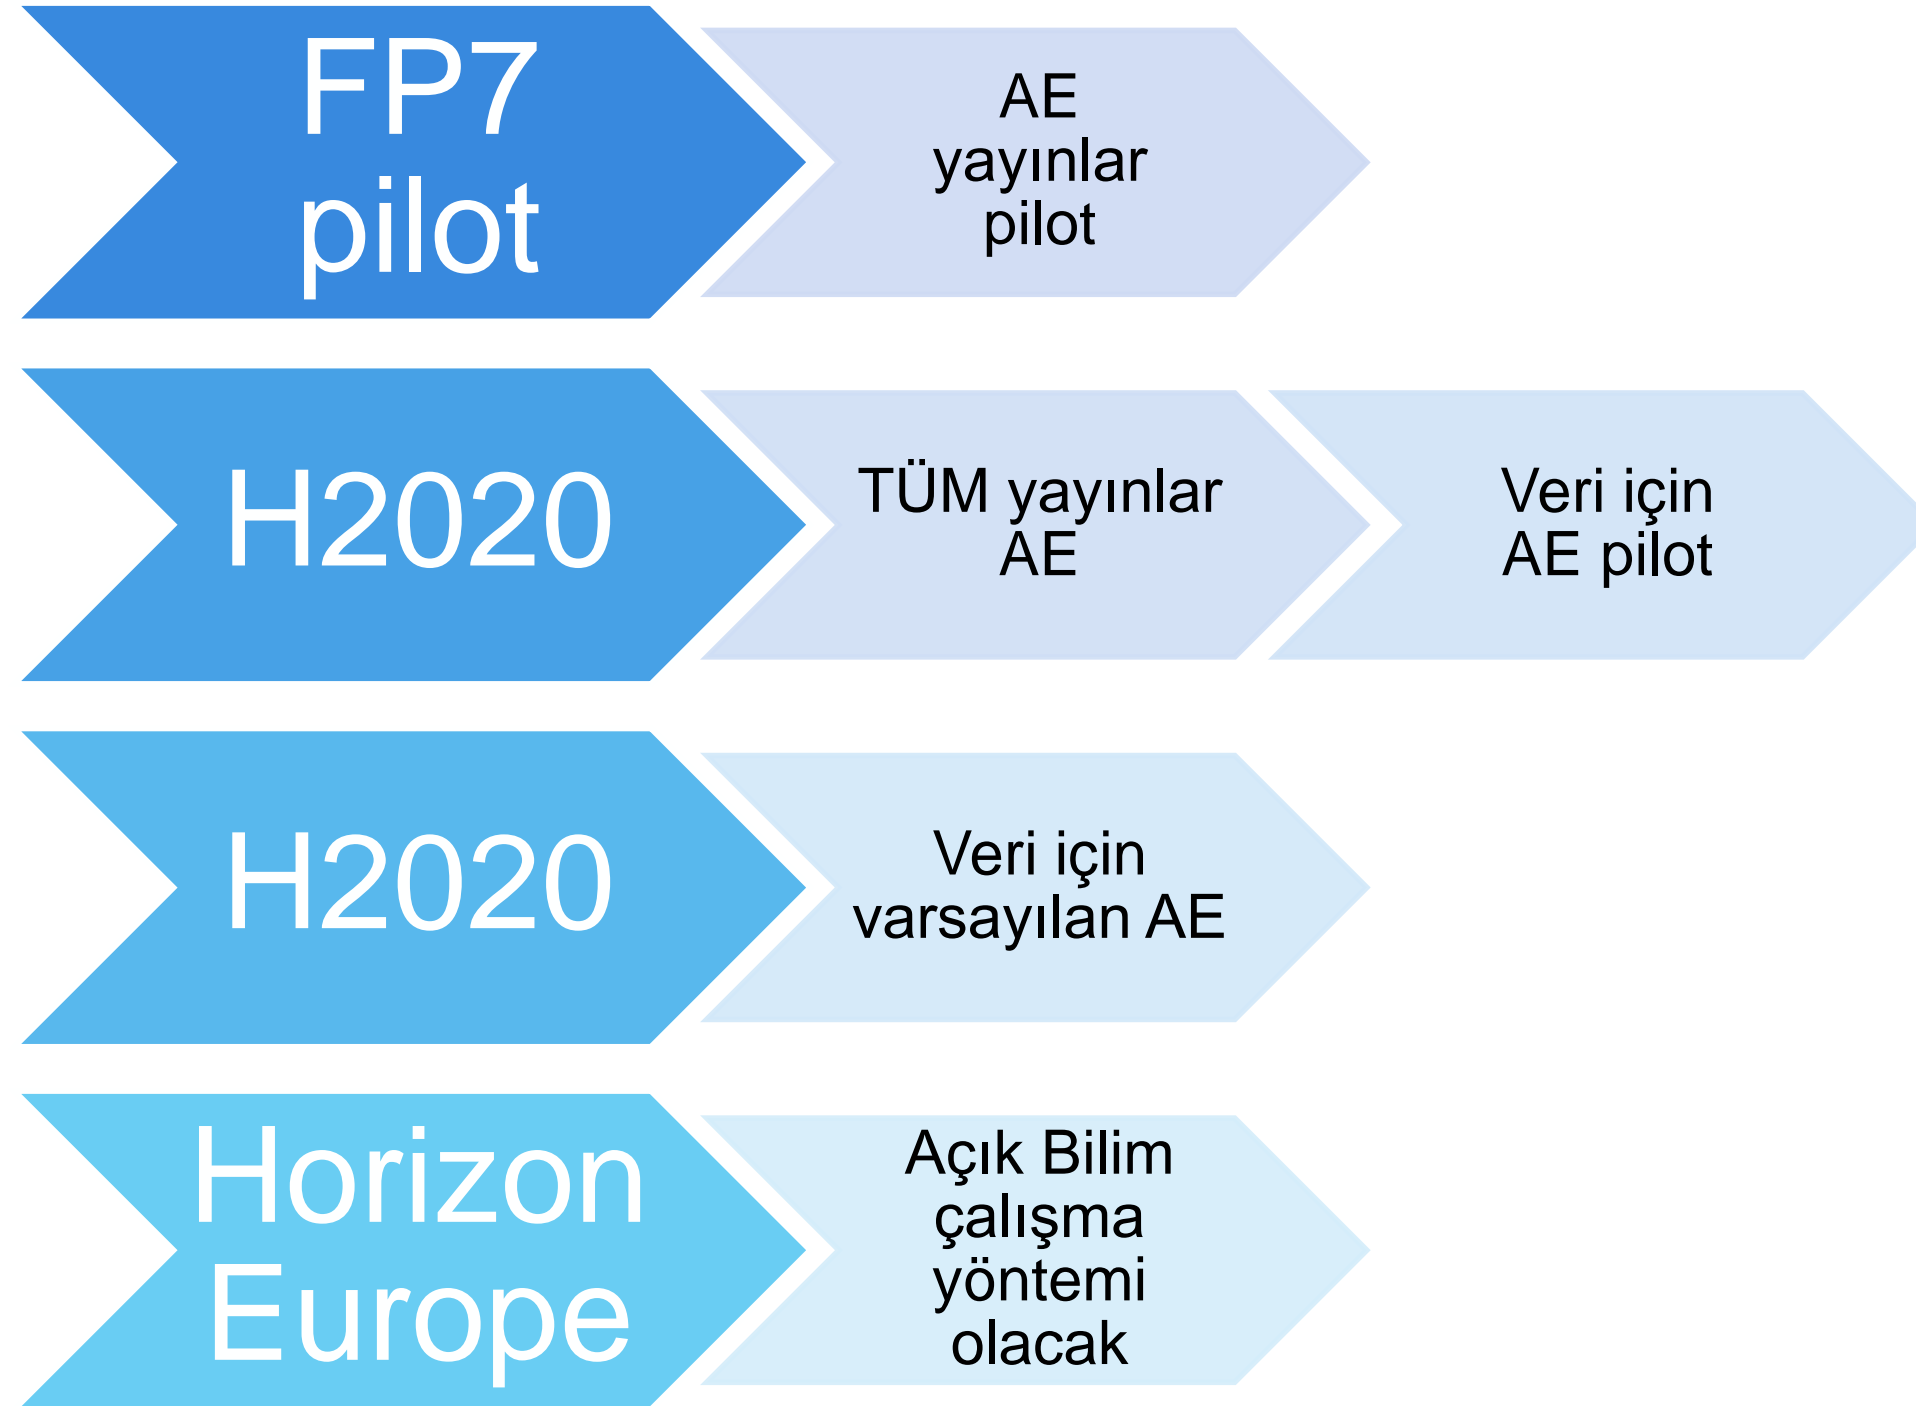 FP7
pilot
AE
yayınlar
pilot
H2020
TÜM yayınlar
AE
Veri için
AE pilot
H2020
Veri için
varsayılan AE
Horizon
Europe
Açık Bilim
çalışma
yöntemi
olacak